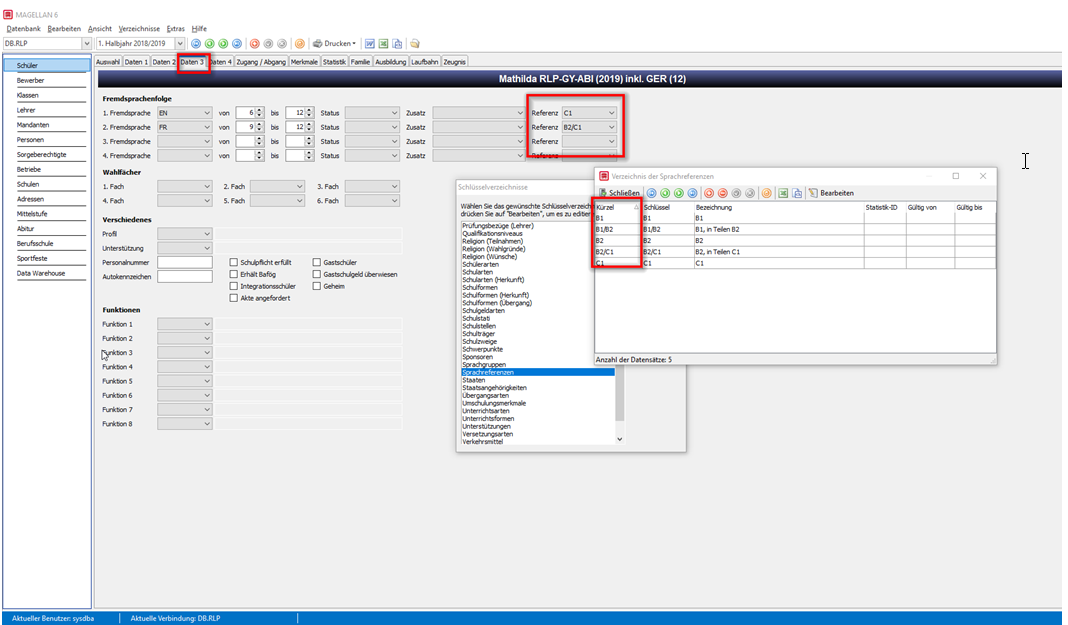 MAGELLAN 6
Datenbank Bearbeiten Ansicht Verzeichnisse Extras Hilfe
DB.RLP 1. Halbjahr 2018/2019 Drucken
Schüler
Bewerber
Klassen
Lehrer
Mandanten
Personen
Sorgeberechtigte
Betriebe
Schulen
Adressen
Mittelstufe
Abitur
Berufsschule
Sportfeste
Data Warehouse
Auswahl Daten 1 Daten 2 Daten 3 Daten 4 Zugang / Abgang Merkmale Statistik Familie Ausbildung Laufbahn Zeugnis
Mathilda RLP-GY-ABI (2019) inkl. GER (12)
Fremdsprachenfolge
1. Fremdsprache EN von 6 bis 12 Status Zusatz Referenz C1
2. Fremdsprache FR von 9 bis 12 Status Zusatz Referenz B2/C1
3. Fremdsprache von bis Status Zusatz Referenz
4. Fremdsprache von bis Status Zusatz Referenz
Wahlfächer
1. Fach 2. Fach 3. Fach
4. Fach 5. Fach 6. Fach
Verschiedenes
Profil
Unterstützung
Personalnummer Schulpflicht erfüllt Gastschüler
Autokennzeichen Erhält Bafög Gastschulgeld überwiesen
Integrationsschüler Geheim
Akte angefordert
Funktionen
Funktion 1
Funktion 2
Funktion 3
Funktion 4
Funktion 5
Funktion 6
Funktion 7
Funktion 8
Schlüsselverzeichnisse
Wählen Sie das gewünschte Schlüsselverzeich
drücken Sie auf "Bearbeiten", um es zu editier
Prüfungsbezüge (Lehrer)
Qualifikationsniveaus
Religion (Teilnahmen)
Religion (Wahlgründe)
Religion (Wünsche)
Schülerarten
Schularten
Schularten (Herkunft)
Schulformen
Schulformen (Herkunft)
Schulformen (Übergang)
Schulgeldarten
Schulstati
Schulstellen
Schulträger
Schulzweige
Schwerpunkte
Sponsoren
Sprachgruppen
Sprachreferenzen
Staaten
Staatsangehörigkeiten
Übergangsarten
Umschulungsmerkmale
Unterrichtsarten
Unterrichtsformen
Unterstützungen
Versetzungsarten
Verkehrsmittel
Verzeichnis der Sprachreferenzen
Schließen Bearbeiten
Kürzel Schlüssel Bezeichnung Statistik-ID Gültig von Gültig bis
B1 B1 B1
B1/B2 B1/B2 B1, in Teilen B2
B2 B2 B2
B2/C1 B2/C1 B2, in Teilen C1
C1 C1 C1
Anzahl der Datensätze: 5
Aktueller Benutzer: sysdba Aktuelle Verbindung: DB.RLP